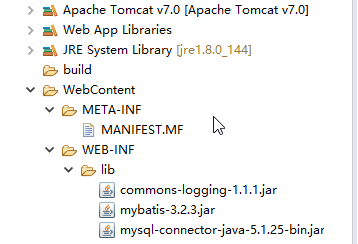 Apache Tomcat v7.0 [Apache Tomcat v7.0]
Web App Libraries
JRE System Library [jre1.8.0_144]
build
WebContent
META-INF
MANIFEST.MF
WEB-INF
lib
commons-logging-1.1.1.jar
mybatis-3.2.3.jar
mysql-connector-java-5.1.25-bin.jar